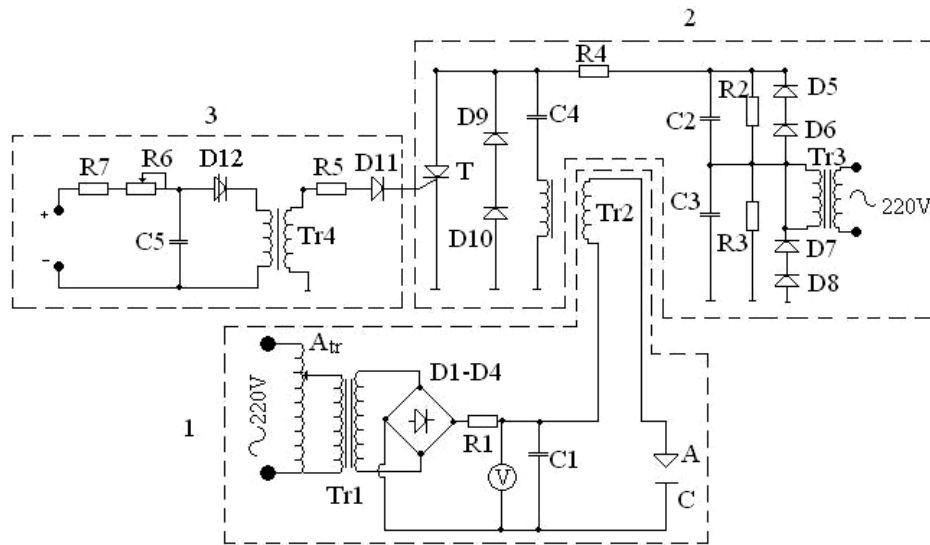 2
R4
D5
R2
D9
C4
C2
D6
3
Tr3
R7
R6
D12
R5
D11
T
220V
Tr2
C3
+
Tr4
D10
R3
D7
C5
-
D8
Atr
D1-D4
220V
1
R1
C1
A
V
Tr1
C